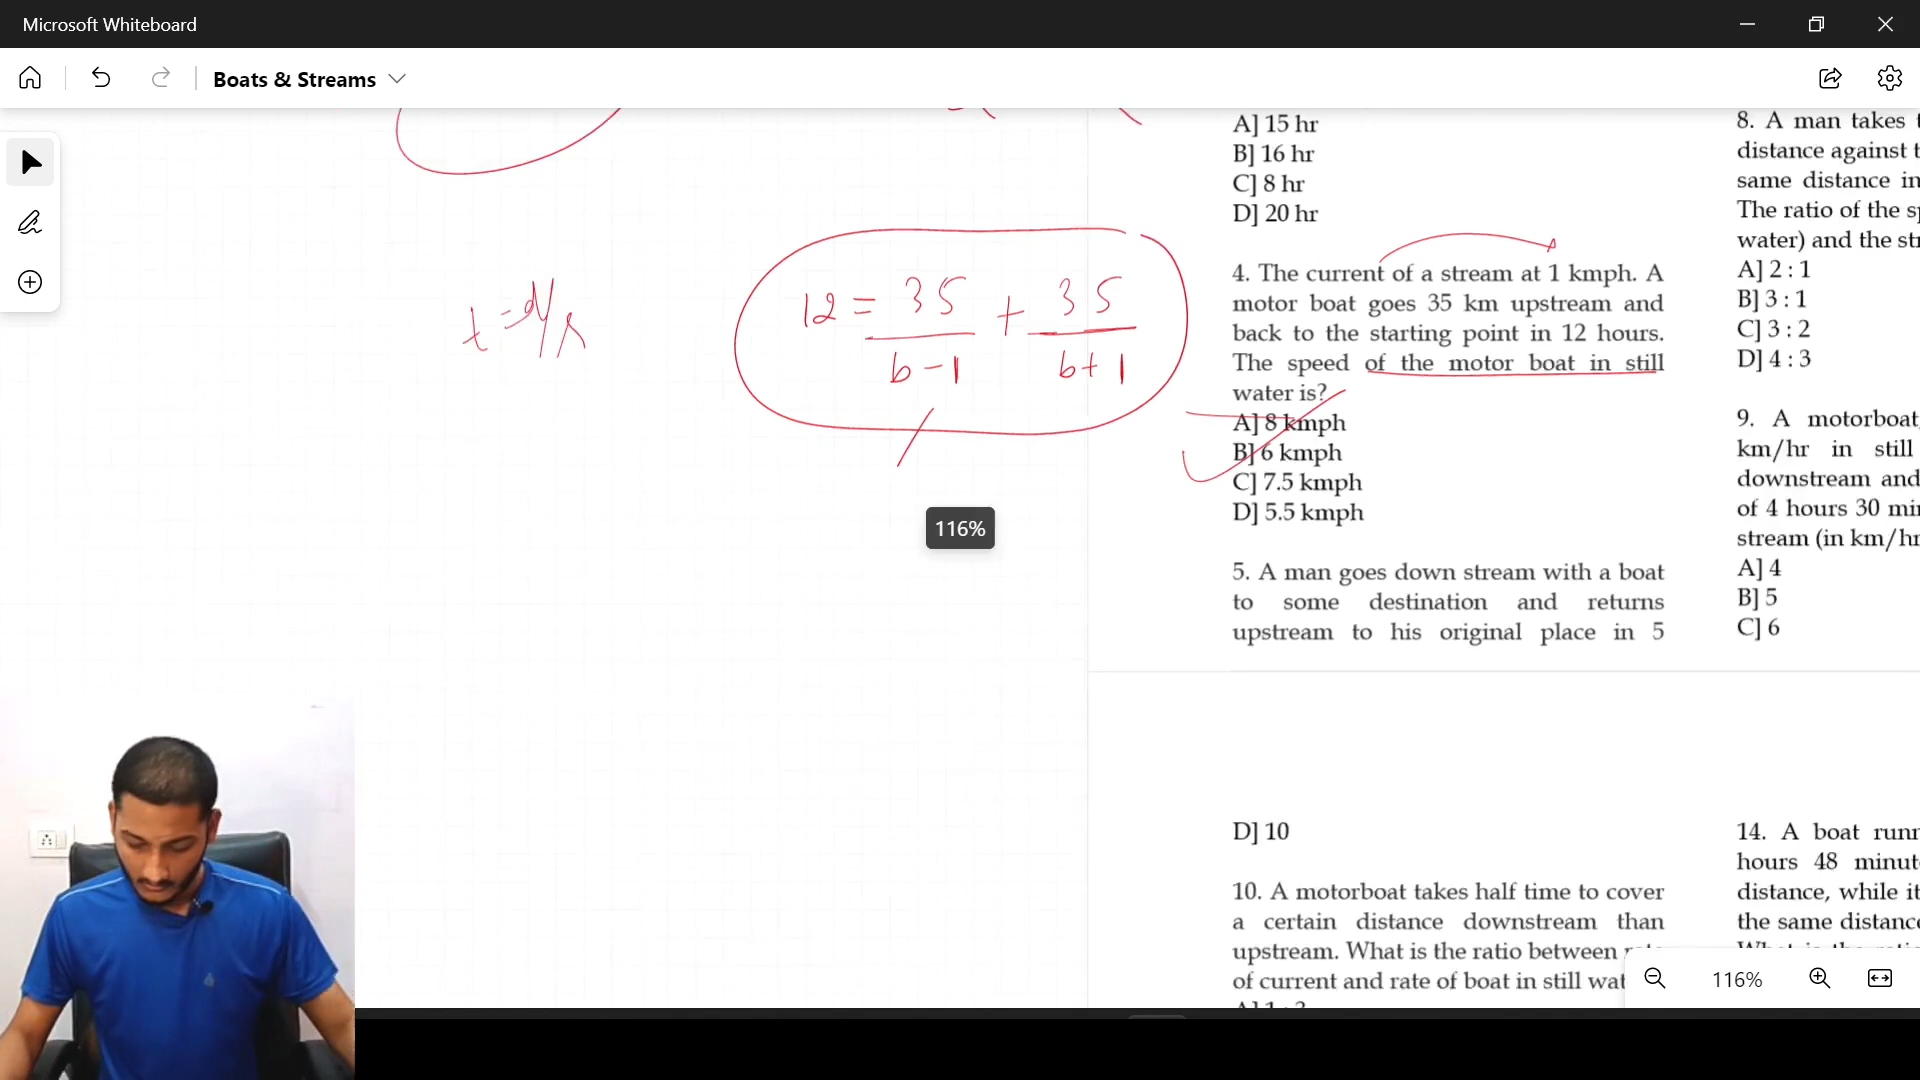 Microsoft Whiteboard
Boats & Streams
t=d/s
12 = 35/b-1 + 35/b+1
116%
A] 15 hr
B] 16 hr
C] 8 hr
D] 20 hr
4. The current of a stream at 1 kmph. A
motor boat goes 35 km upstream and
back to the starting point in 12 hours.
The speed of the motor boat in still
water is?
A] 8 kmph
B] 6 kmph
C] 7.5 kmph
D] 5.5 kmph
5. A man goes down stream with a boat
to some destination and returns
upstream to his original place in 5
D] 10
10. A motorboat takes half time to cover
a certain distance downstream than
upstream. What is the ratio between
of current and rate of boat in still
8. A man takes
distance against
same distance in
The ratio of the
water) and the
A] 2 : 1
B] 3 : 1
C] 3 : 2
D] 4 : 3
9. A motorboat,
km/hr in still
downstream and
of 4 hours 30
stream (in km/hr
A] 4
B] 5
C] 6
14. A boat
hours 48
distance, while it
the same
116%